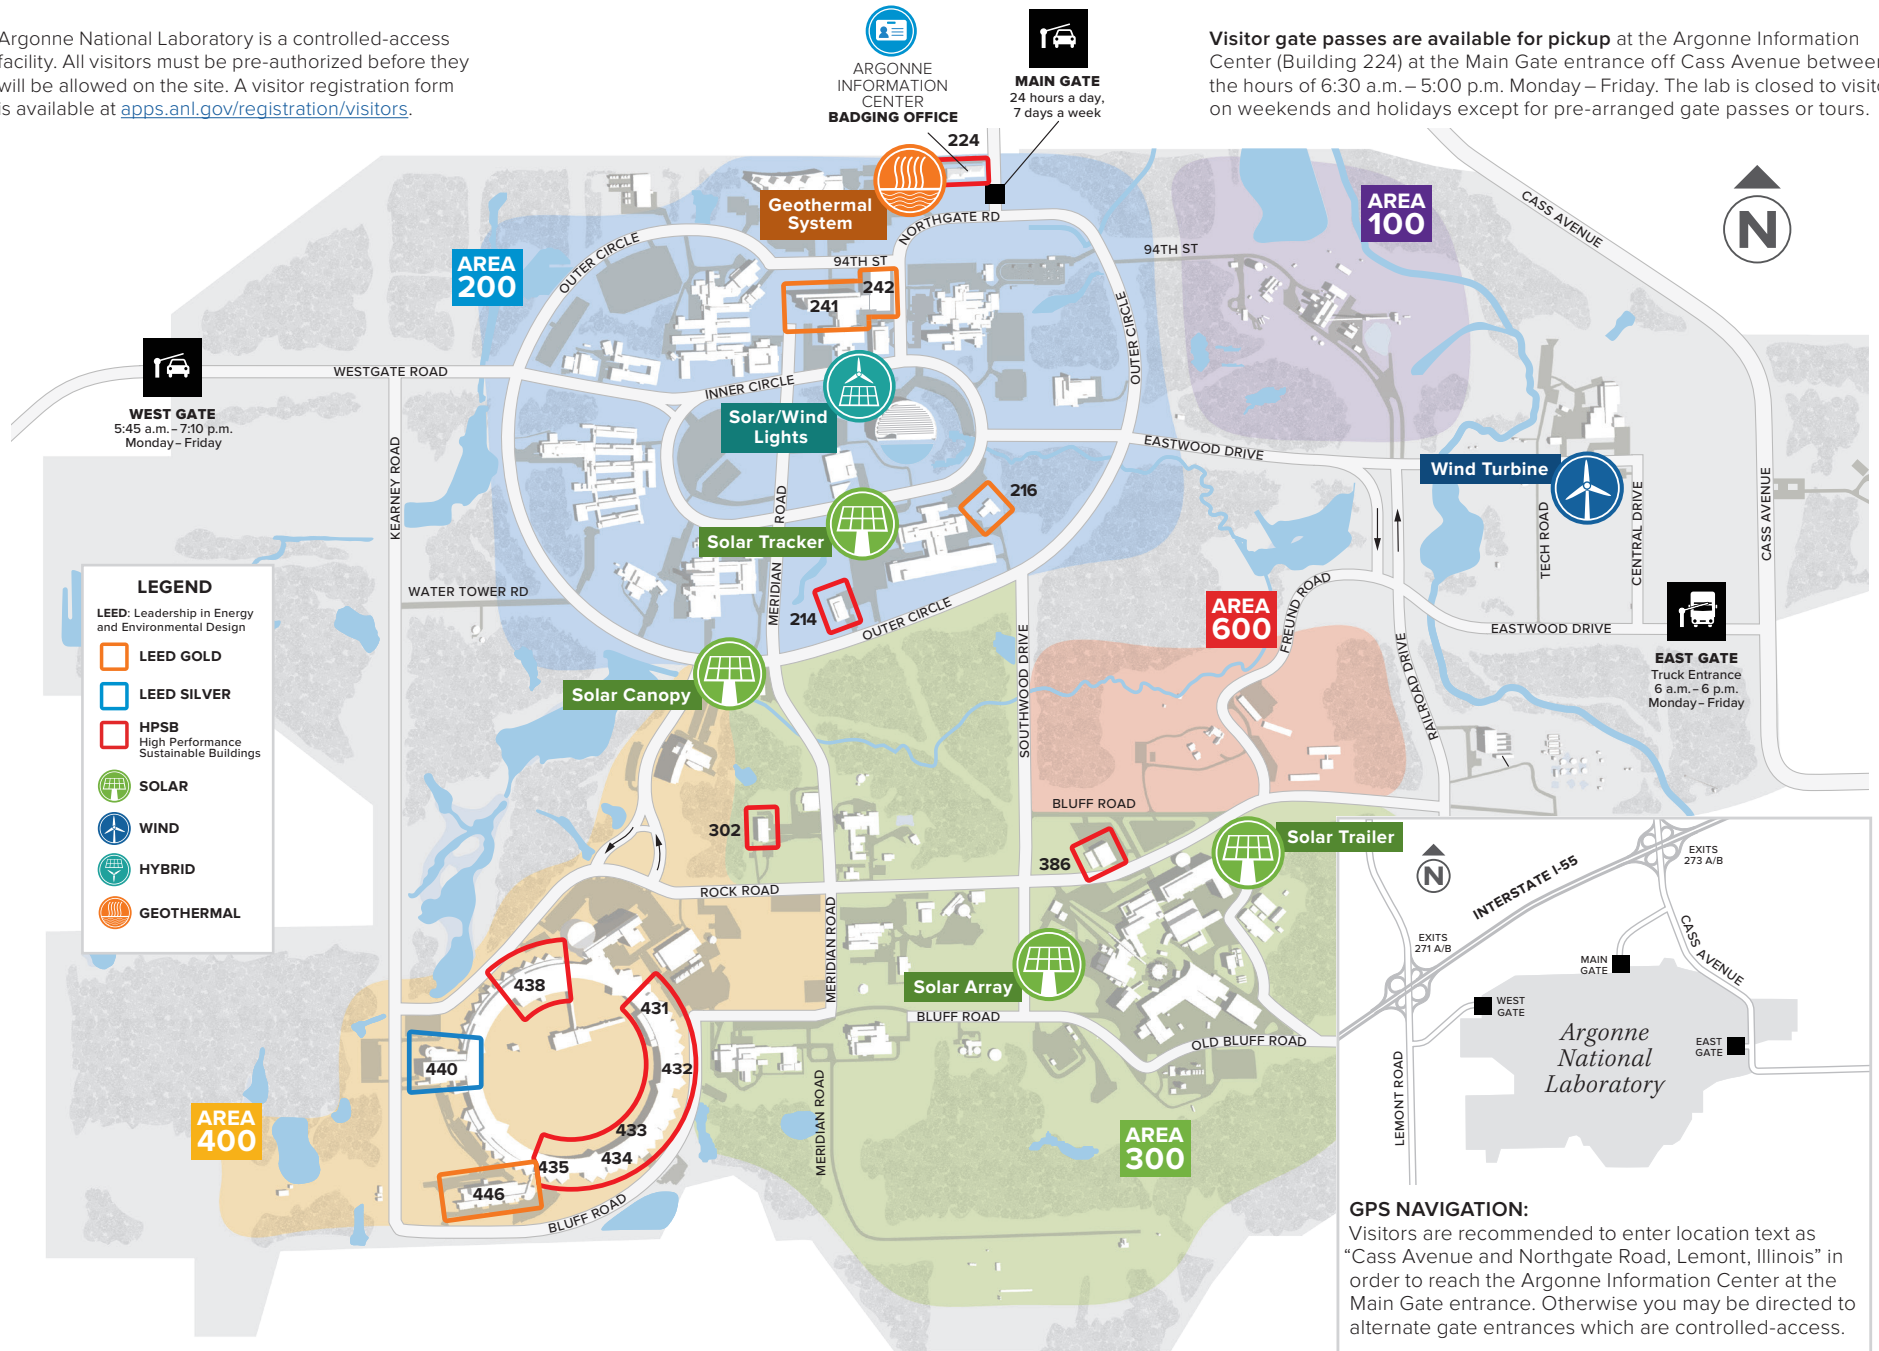 Argonne National Laboratory is a controlled-access
facility. All visitors must be pre-authorized before they
will be allowed on the site. A visitor registration form
is available at apps.anl.gov/registration/visitors.
ARGONNE
INFORMATION
CENTER
BADGING OFFICE
MAIN GATE
24 hours a day,
7 days a week
Visitor gate passes are available for pickup at the Argonne Information
Center (Building 224) at the Main Gate entrance off Cass Avenue between
the hours of 6:30 a.m. – 5:00 p.m. Monday – Friday. The lab is closed to
on weekends and holidays except for pre-arranged gate passes or tours.
224
Geothermal
System
NORTHGATE RD
AREA
100
CASS AVENUE
N
OUTER CIRCLE
94TH ST
94TH ST
AREA
200
242
241
OUTER CIRCLE
WEST GATE
5:45 a.m. – 7:10 p.m.
Monday – Friday
WESTGATE ROAD
INNER CIRCLE
Solar/Wind
Lights
KEARNEY ROAD
EASTWOOD DRIVE
Wind Turbine
CASS AVENUE
MERIDIAN ROAD
216
Solar Tracker
TECH ROAD
CENTRAL DRIVE
LEGEND
LEED: Leadership in Energy
and Environmental Design
LEED GOLD
LEED SILVER
HPSB
High Performance
Sustainable Buildings
SOLAR
WIND
HYBRID
GEOTHERMAL
WATER TOWER RD
214
OUTER CIRCLE
AREA
600
FREUND ROAD
EASTWOOD DRIVE
EAST GATE
Truck Entrance
6 a.m. – 6 p.m.
Monday – Friday
SOUTHWOOD DRIVE
RAILROAD DRIVE
Solar Canopy
302
BLUFF ROAD
386
Solar Trailer
ROCK ROAD
MERIDIAN ROAD
438
431
Solar Array
BLUFF ROAD
OLD BLUFF ROAD
440
432
433
434
435
446
BLUFF ROAD
MERIDIAN ROAD
AREA
400
AREA
300
N
INTERSTATE I-55
EXITS
273 A/B
EXITS
271 A/B
CASS AVENUE
MAIN
GATE
WEST
GATE
EAST
GATE
Argonne
National
Laboratory
LEMONT ROAD
GPS NAVIGATION:
Visitors are recommended to enter location text as
“Cass Avenue and Northgate Road, Lemont, Illinois” in
order to reach the Argonne Information Center at the
Main Gate entrance. Otherwise you may be directed to
alternate gate entrances which are controlled-access.